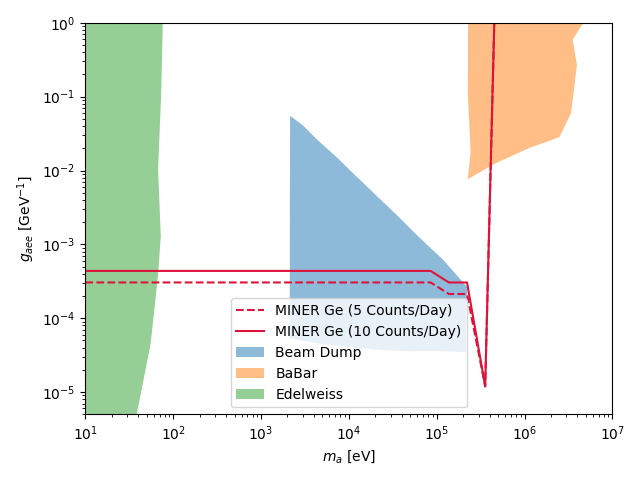 10⁰
10⁻¹
10⁻²
10⁻³
10⁻⁴
10⁻⁵
g_aee [GeV⁻¹]
MINER Ge (5 Counts/Day)
MINER Ge (10 Counts/Day)
Beam Dump
BaBar
Edelweiss
10¹ 10² 10³ 10⁴ 10⁵ 10⁶ 10⁷
m_a [eV]